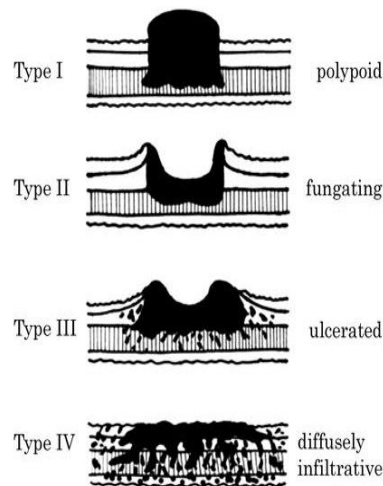 Type I polypoid
Type II fungating
Type III ulcerated
Type IV diffusely
infiltrative